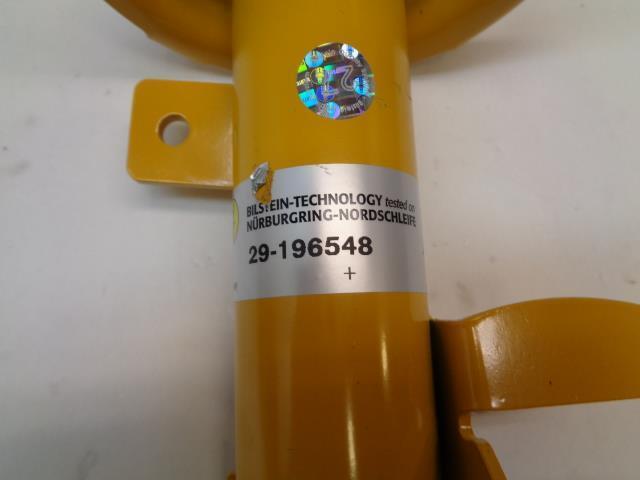 BILSTEIN-TECHNOLOGY tested on
NÜRBURGRING-NORDSCHLEIFE
29-196548
+